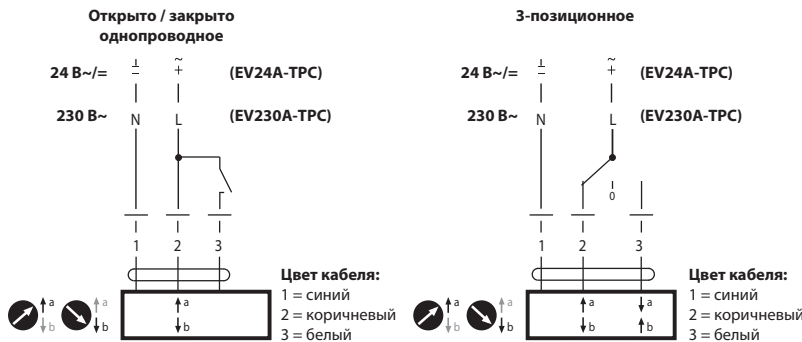 Открыто / закрыто
однопроводное
24 В~/= ⏊ ~ + (EV24A-TPC)
230 В~ N L (EV230A-TPC)
1 2 3
a a a
b b b
Цвет кабеля:
1 = синий
2 = коричневый
3 = белый
3-позиционное
24 В~/= ⏊ ~ + (EV24A-TPC)
230 В~ N L (EV230A-TPC)
0
1 2 3
a a a a
b b b b
Цвет кабеля:
1 = синий
2 = коричневый
3 = белый